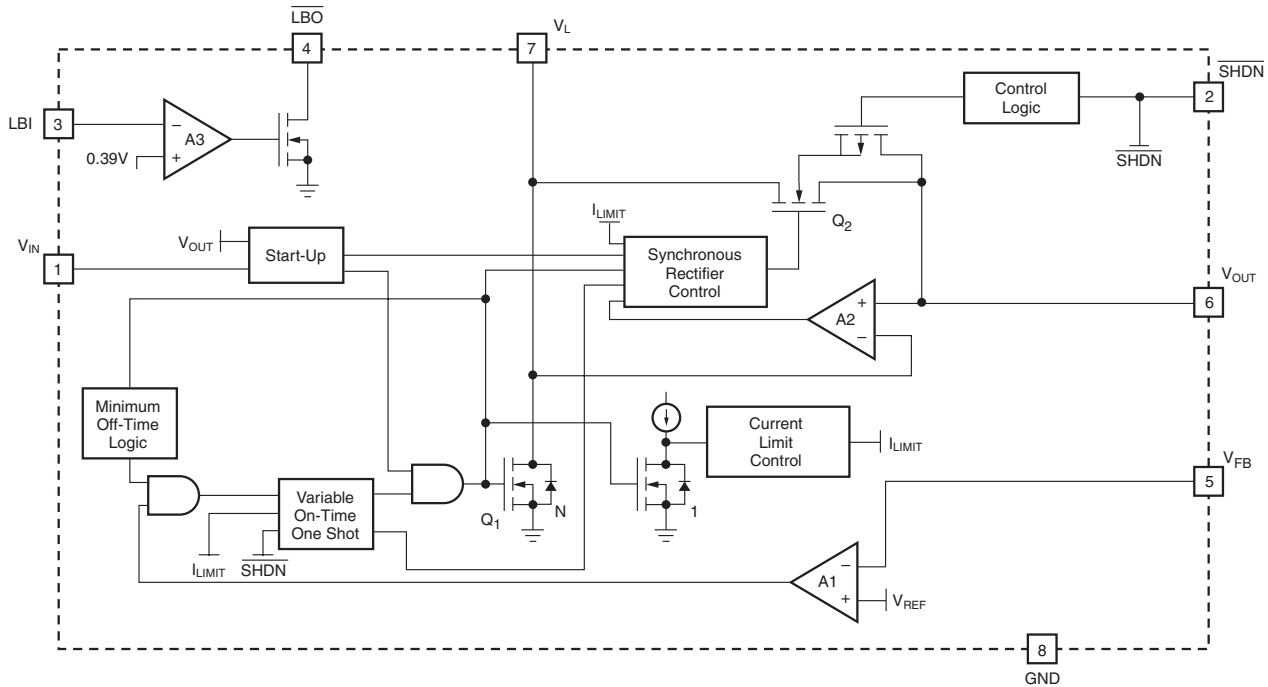 LBO
4
V_L
7
SHDN
2
Control
Logic
SHDN
LBI
3
−
A3
+
0.39V
Q2
V_IN
1
V_OUT
Start-Up
I_LIMIT
Synchronous
Rectifier
Control
+
A2
−
V_OUT
6
Minimum
Off-Time
Logic
Current
Limit
Control
I_LIMIT
V_FB
5
Variable
On-Time
One Shot
Q1
N
1
I_LIMIT
SHDN
−
A1
+
V_REF
8
GND